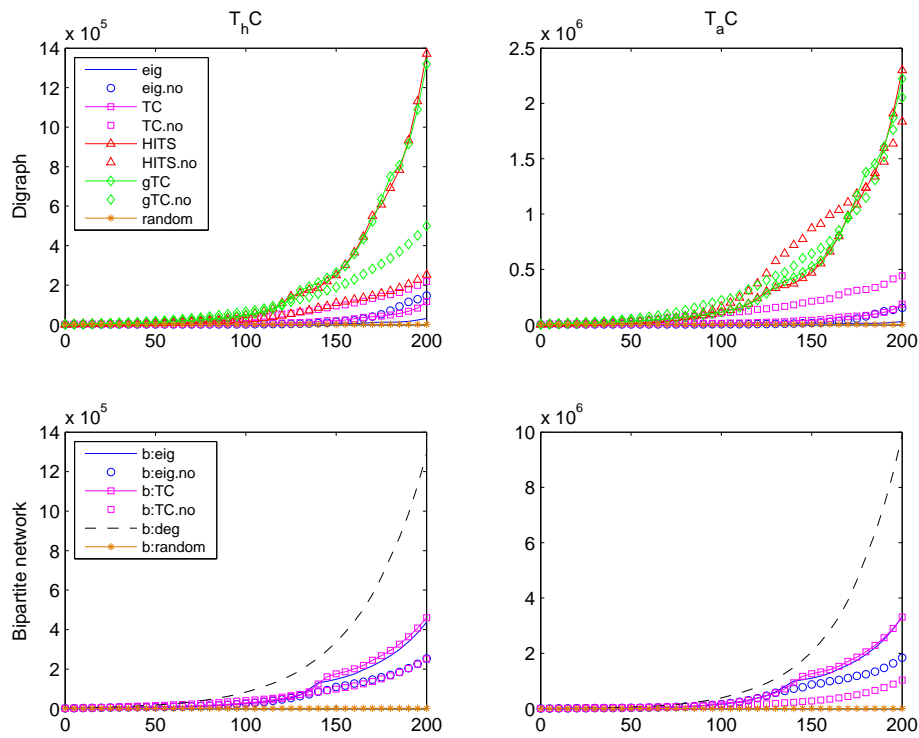 T_hC
x 10^5
14
12
10
8
6
4
2
0
0 50 100 150 200
Digraph
eig
eig.no
TC
TC.no
HITS
HITS.no
gTC
gTC.no
random
T_aC
x 10^6
2.5
2
1.5
1
0.5
0
0 50 100 150 200
x 10^5
14
12
10
8
6
4
2
0
0 50 100 150 200
Bipartite network
b:eig
b:eig.no
b:TC
b:TC.no
b:deg
b:random
x 10^6
10
8
6
4
2
0
0 50 100 150 200